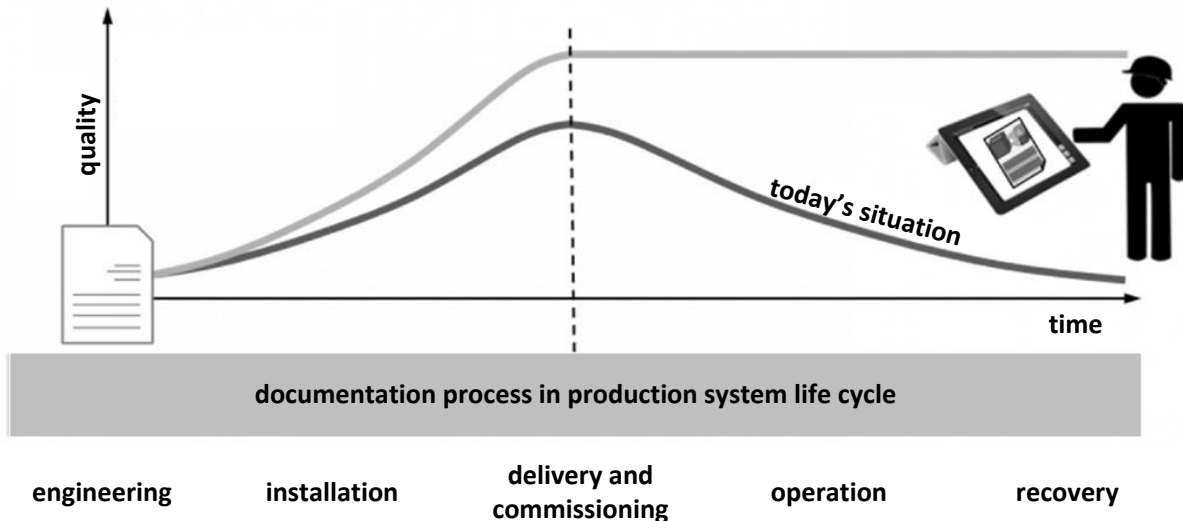 quality
today's situation
time
documentation process in production system life cycle
engineering
installation
delivery and
commissioning
operation
recovery